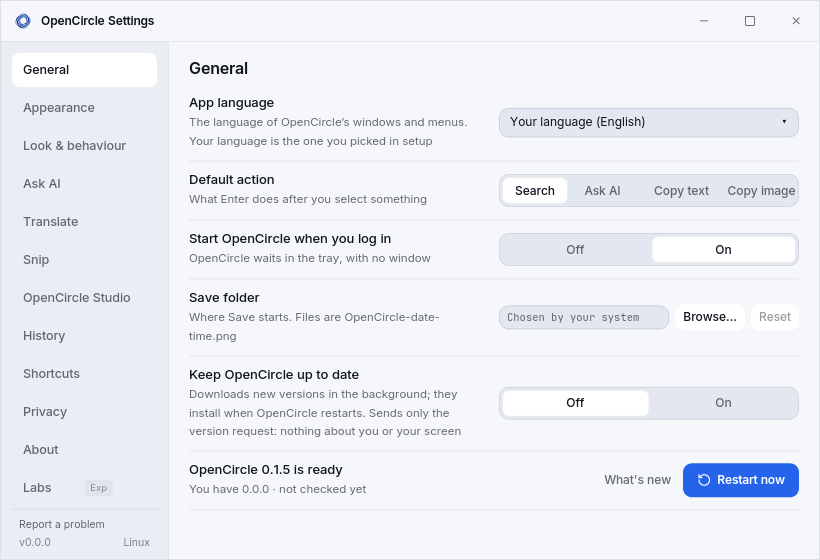 OpenCircle Settings
General
Appearance
Look & behaviour
Ask AI
Translate
Snip
OpenCircle Studio
History
Shortcuts
Privacy
About
Labs Exp
Report a problem
v0.0.0 Linux
General
App language
The language of OpenCircle's windows and menus.
Your language is the one you picked in setup
Your language (English)
Default action
What Enter does after you select something
Search Ask AI Copy text Copy image
Start OpenCircle when you log in
OpenCircle waits in the tray, with no window
Off On
Save folder
Where Save starts. Files are OpenCircle-date-
time.png
Chosen by your system Browse... Reset
Keep OpenCircle up to date
Downloads new versions in the background; they
install when OpenCircle restarts. Sends only the
version request: nothing about you or your screen
Off On
OpenCircle 0.1.5 is ready
You have 0.0.0 · not checked yet
What's new Restart now